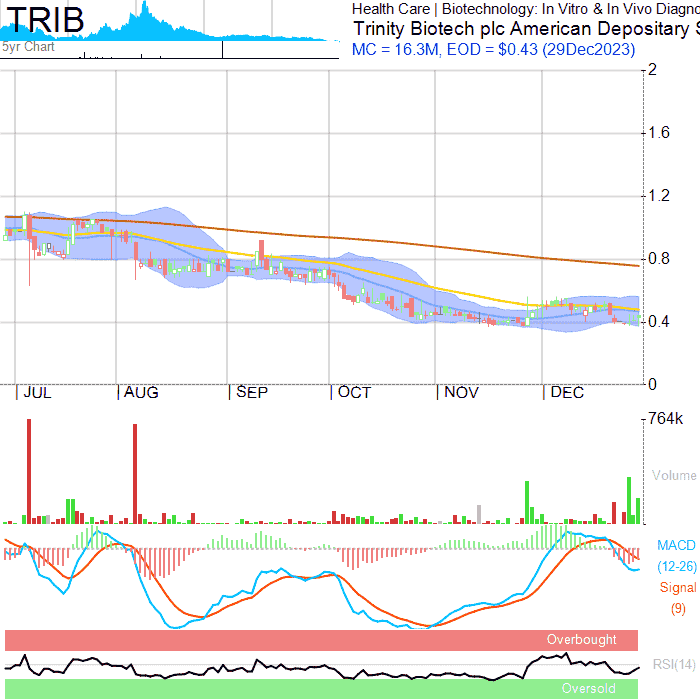 TRIB
5yr Chart
Health Care | Biotechnology: In Vitro & In Vivo Diagno
Trinity Biotech plc American Depositary S
MC = 16.3M, EOD = $0.43 (29Dec2023)
2
1.6
1.2
0.8
0.4
0
JUL AUG SEP OCT NOV DEC
764k
Volume
MACD
(12-26)
Signal
(9)
Overbought
RSI(14)
Oversold